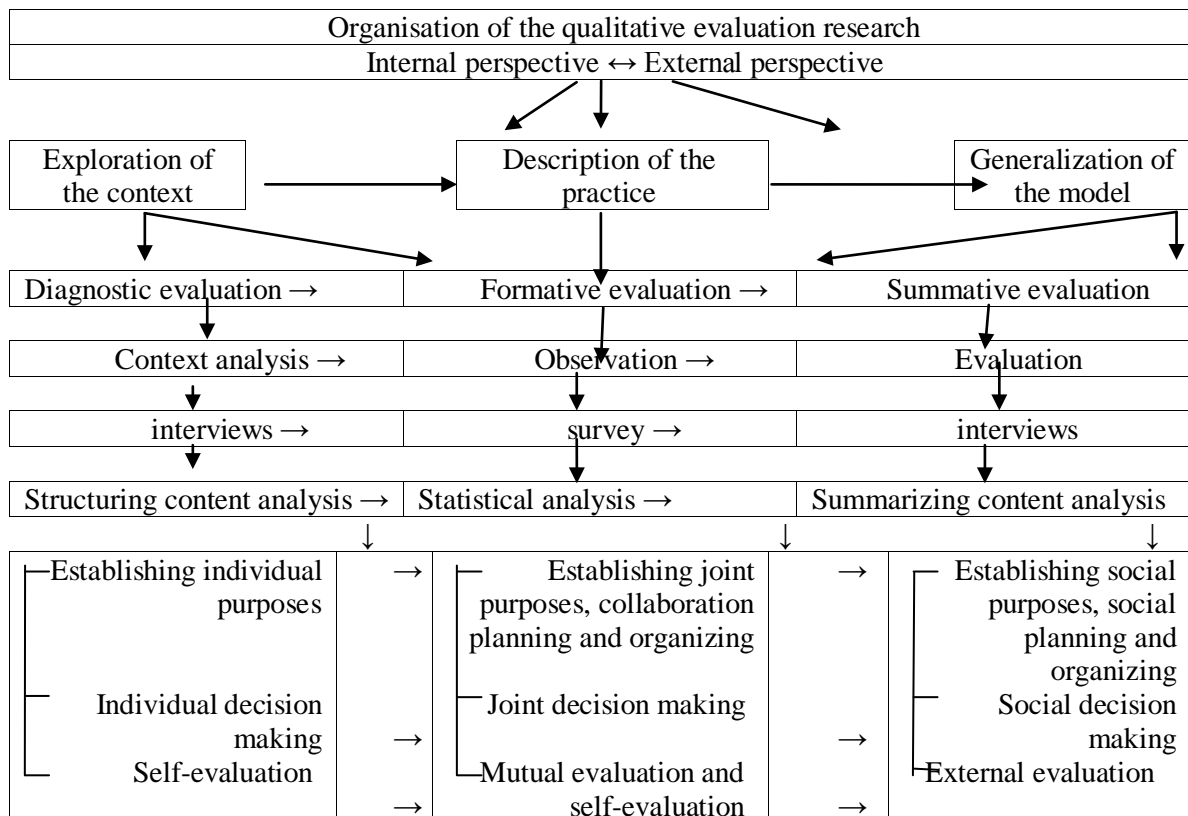 Organisation of the qualitative evaluation research
Internal perspective ↔ External perspective
Exploration of
the context
Description of the
practice
Generalization of
the model
Diagnostic evaluation →
Formative evaluation →
Summative evaluation
Context analysis →
Observation →
Evaluation
interviews →
survey →
interviews
Structuring content analysis →
Statistical analysis →
Summarizing content analysis
↓ ↓ ↓
Establishing individual
purposes
→
Establishing joint
purposes, collaboration
planning and organizing
→
Establishing social
purposes, social
planning and
organizing
Individual decision
making
→
Joint decision making
→
Social decision
making
Self-evaluation
→
Mutual evaluation and
self-evaluation
→
External evaluation